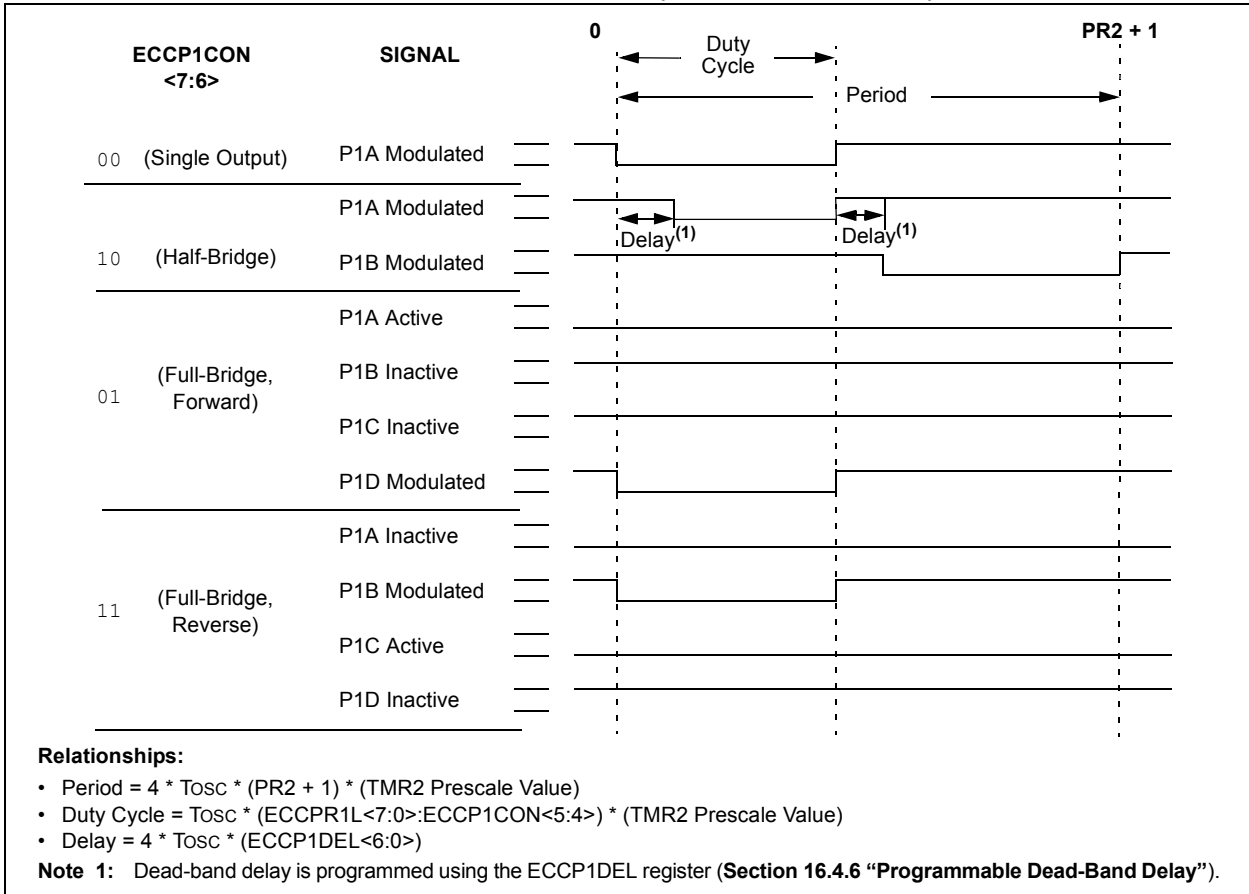 0
PR2 + 1
Duty
Cycle
ECCP1CON
<7:6>
SIGNAL
Period
00 (Single Output) P1A Modulated
P1A Modulated
Delay(1) Delay(1)
10 (Half-Bridge) P1B Modulated
P1A Active
(Full-Bridge,
Forward)
01
P1B Inactive
P1C Inactive
P1D Modulated
P1A Inactive
P1B Modulated
11
(Full-Bridge,
Reverse)
P1C Active
P1D Inactive
Relationships:
• Period = 4 * TOSC * (PR2 + 1) * (TMR2 Prescale Value)
• Duty Cycle = TOSC * (ECCPR1L<7:0>:ECCP1CON<5:4>) * (TMR2 Prescale Value)
• Delay = 4 * TOSC * (ECCP1DEL<6:0>)
Note 1: Dead-band delay is programmed using the ECCP1DEL register (Section 16.4.6 “Programmable Dead-Band Delay”).